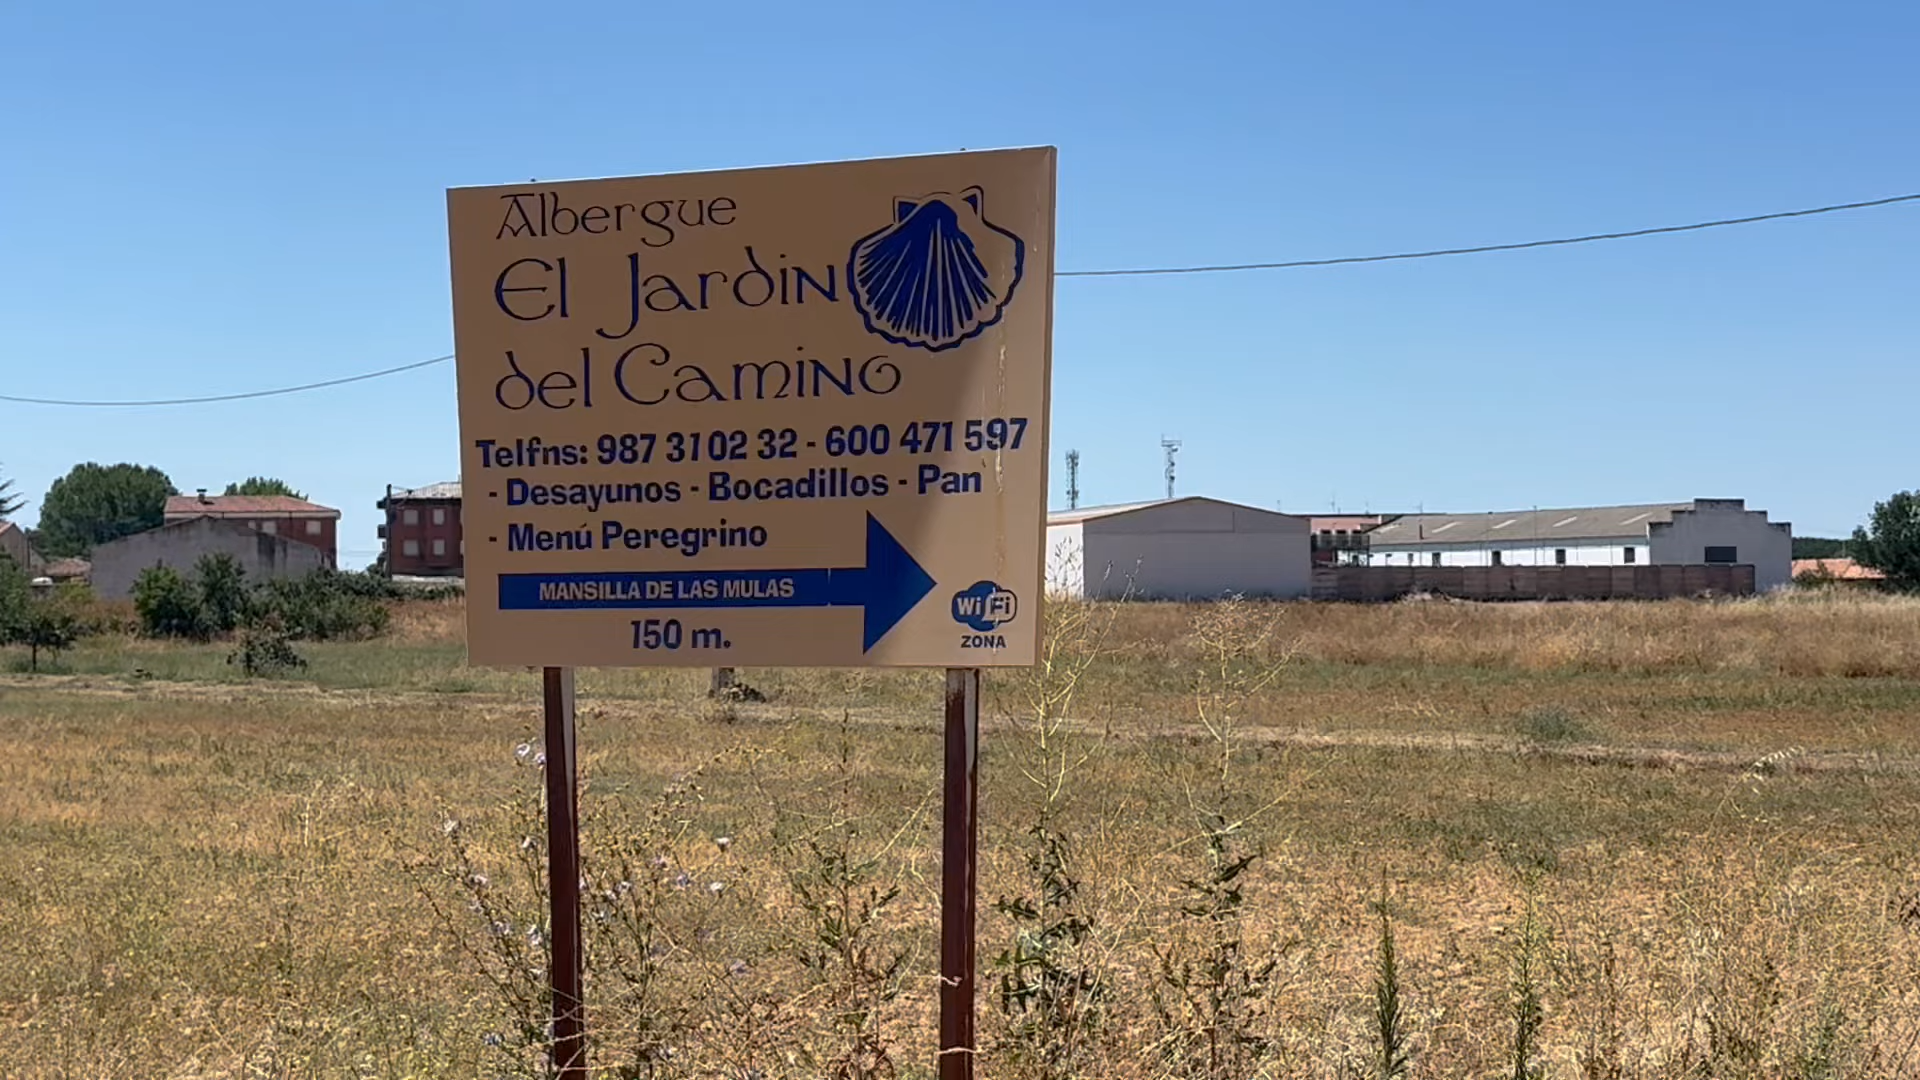 Albergue
El Jardin
del Camino
Telfns: 987 31 02 32 - 600 471 597
- Desayunos - Bocadillos - Pan
- Menú Peregrino
MANSILLA DE LAS MULAS
150 m.
Wi Fi
ZONA